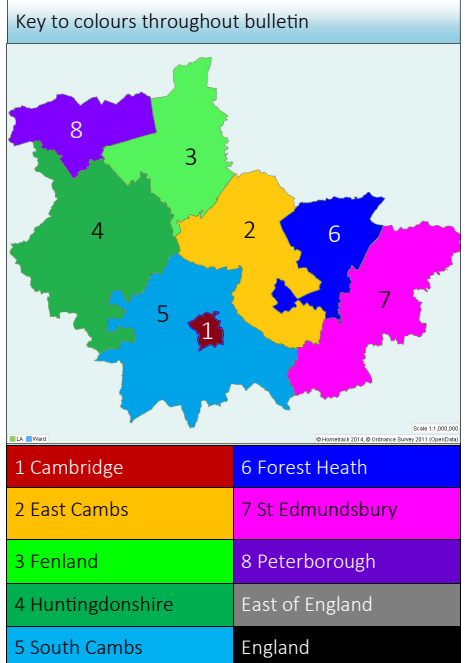 Key to colours throughout bulletin
8
3
2
4
6
7
5
1
Scale 1:1,000,000
LA Ward
© Hometrack 2014, © Ordnance Survey 2011 (OpenData)
1 Cambridge
6 Forest Heath
2 East Cambs
7 St Edmundsbury
3 Fenland
8 Peterborough
4 Huntingdonshire
East of England
5 South Cambs
England